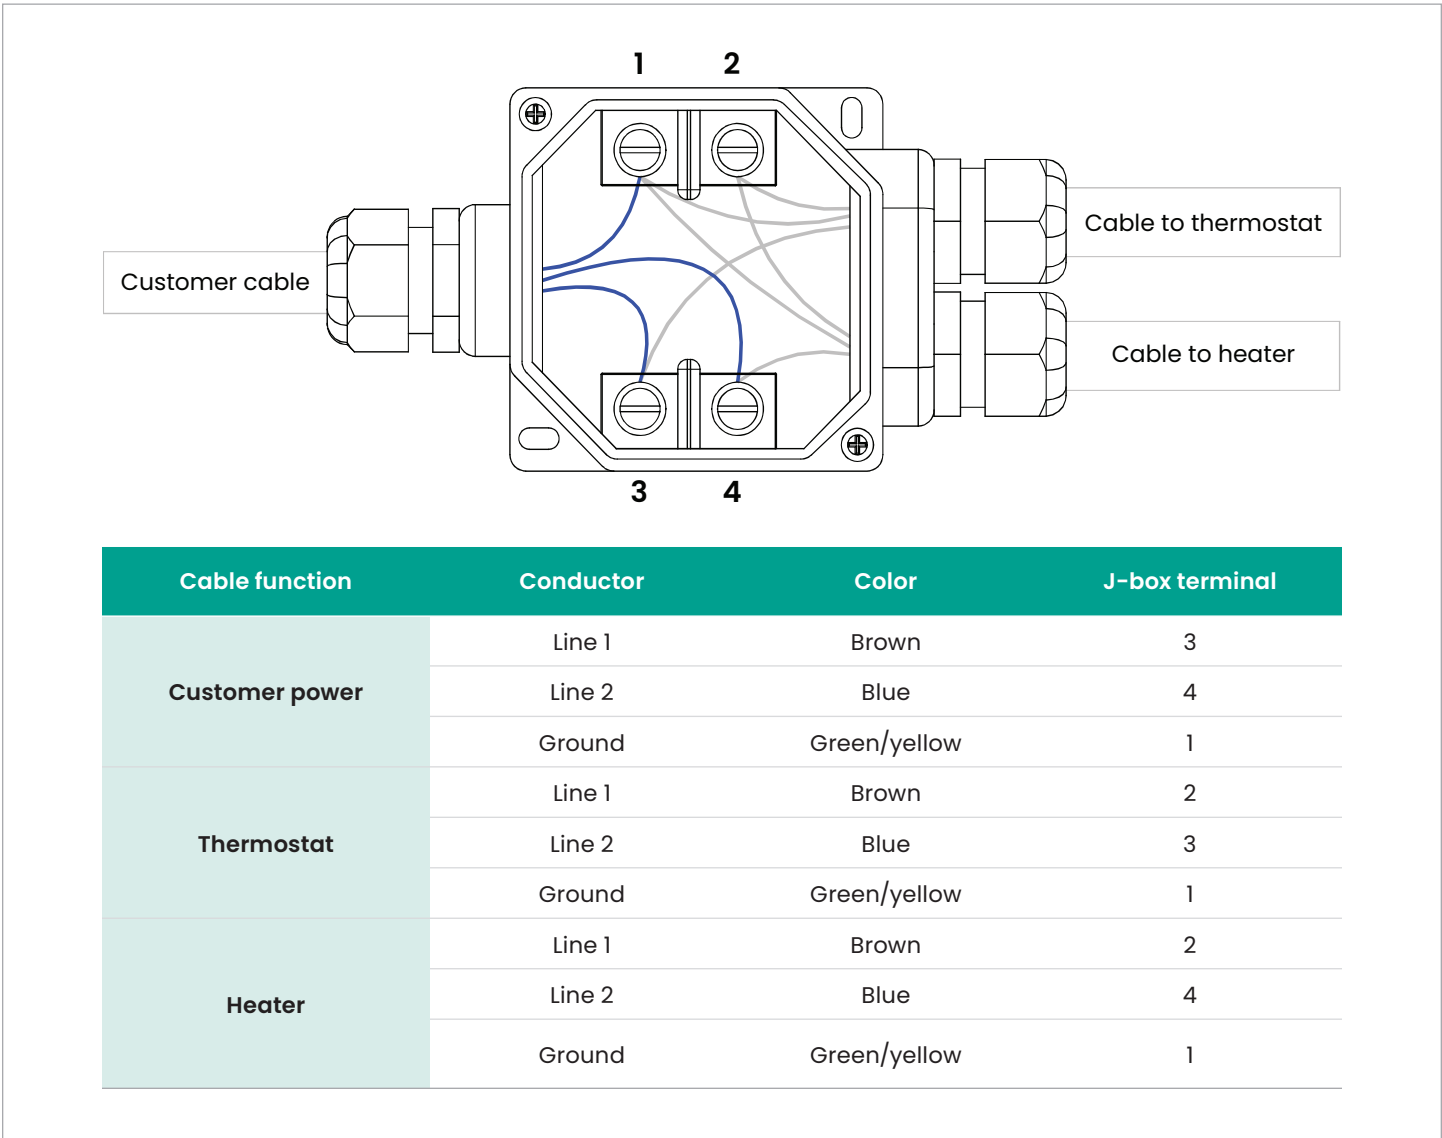 1 2
Customer cable
Cable to thermostat
Cable to heater
3 4
Cable function Conductor Color J-box terminal
Customer power
Line 1 Brown 3
Line 2 Blue 4
Ground Green/yellow 1
Thermostat
Line 1 Brown 2
Line 2 Blue 3
Ground Green/yellow 1
Heater
Line 1 Brown 2
Line 2 Blue 4
Ground Green/yellow 1